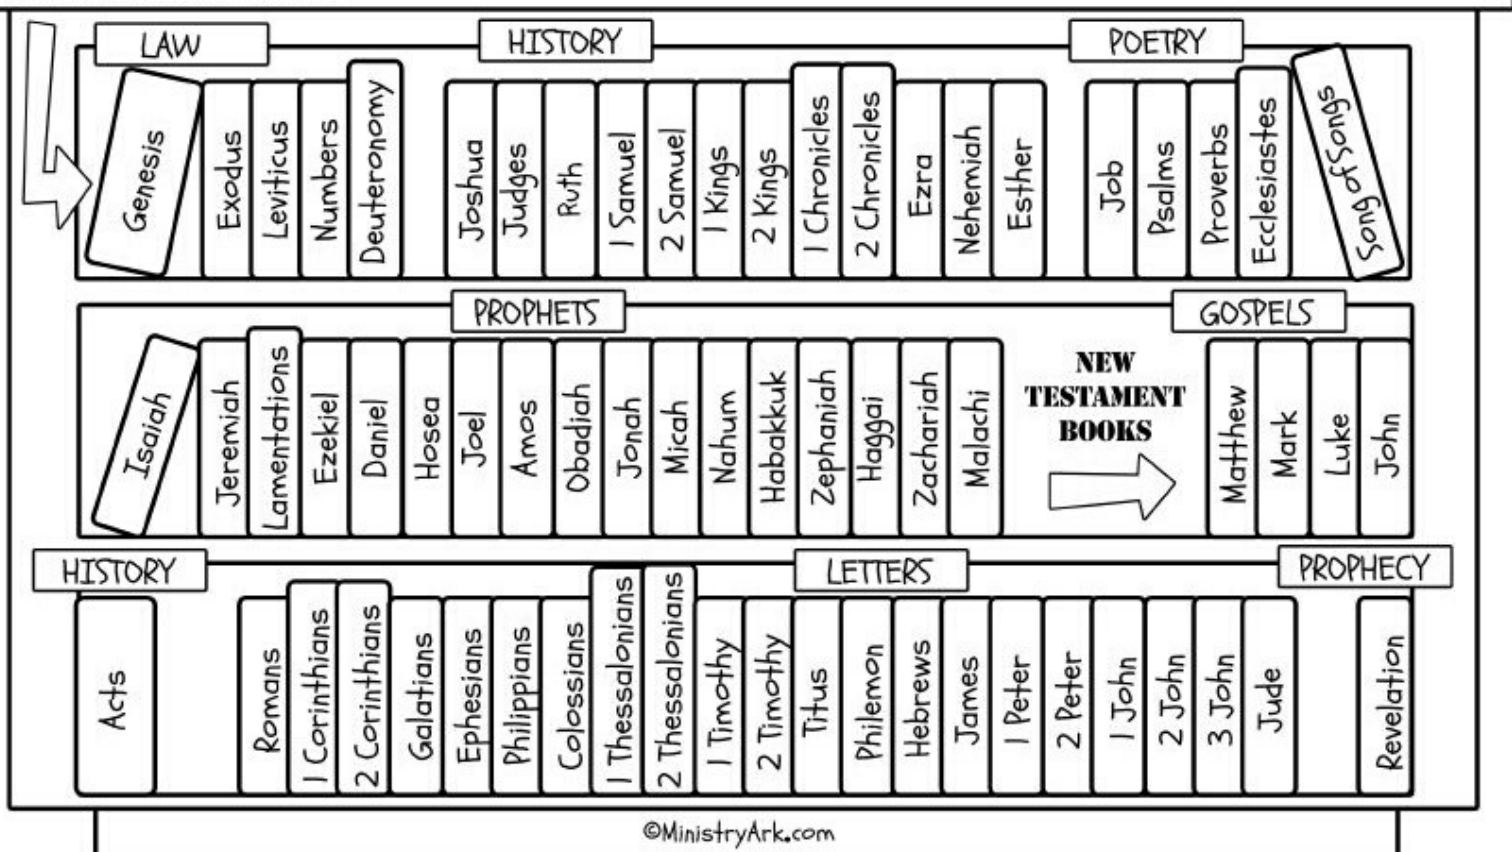 LAW
HISTORY
POETRY
Genesis
Exodus
Leviticus
Numbers
Deuteronomy
Joshua
Judges
Ruth
1 Samuel
2 Samuel
1 Kings
2 Kings
1 Chronicles
2 Chronicles
Ezra
Nehemiah
Esther
Job
Psalms
Proverbs
Ecclesiastes
Song of Songs
PROPHETS
GOSPELS
Isaiah
Jeremiah
Lamentations
Ezekiel
Daniel
Hosea
Joel
Amos
Obadiah
Jonah
Micah
Nahum
Habakkuk
Zephaniah
Haggai
Zachariah
Malachi
NEW
TESTAMENT
BOOKS
Matthew
Mark
Luke
John
HISTORY
LETTERS
PROPHECY
Acts
Romans
1 Corinthians
2 Corinthians
Galatians
Ephesians
Philippians
Colossians
1 Thessalonians
2 Thessalonians
1 Timothy
2 Timothy
Titus
Philemon
Hebrews
James
1 Peter
2 Peter
1 John
2 John
3 John
Jude
Revelation
©MinistryArk.com